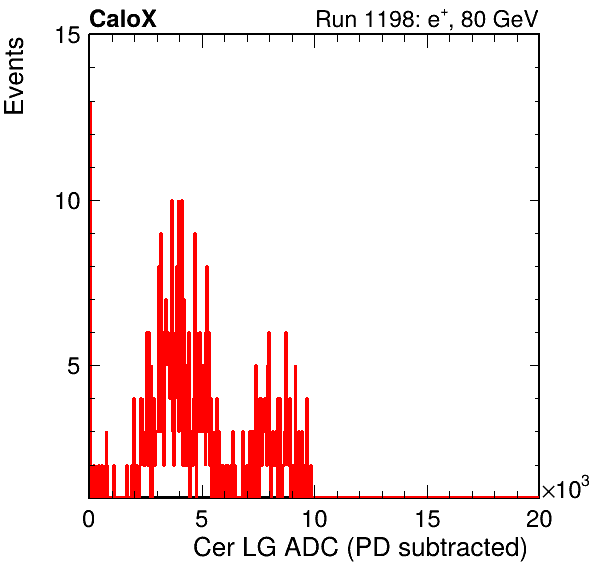 CaloX Run 1198: e⁺, 80 GeV
Events
15
10
5
0 5 10 15 20 ×10³
Cer LG ADC (PD subtracted)